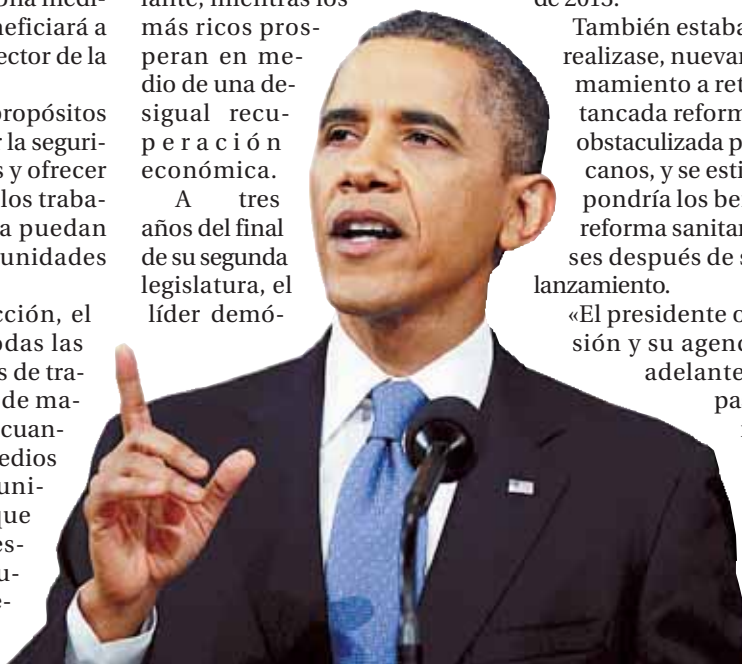 medi-
neficiará a
ector de la
propósitos
r la seguri-
s y ofrecer
los traba-
a puedan
unidades
cción, el
odas las
s de tra-
de ma-
cuan-
edios
uni-
que
es-
u-
e-
lante, mientras los
más ricos pros-
peran en me-
dio de una de-
sigual recu-
peración
económica.
A tres
años del final
de su segunda
legislatura, el
líder demó-
de 2013.
También estaba
realizase, nuevam
mamiento a ret
tancada reform
obstaculizada p
canos, y se esti
pondría los be
reforma sanitar
ses después de s
lanzamiento.
«El presidente o
sión y su agenc
adelante
pa